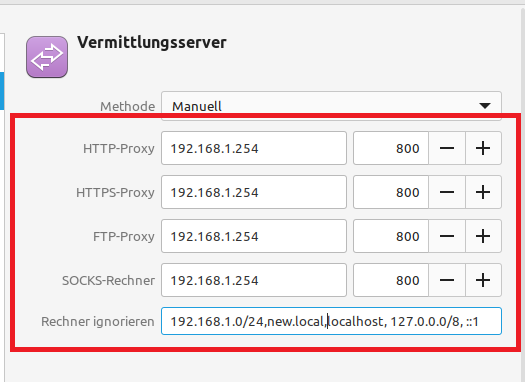 Vermittlungsserver
Methode Manuell
HTTP-Proxy 192.168.1.254 800
HTTPS-Proxy 192.168.1.254 800
FTP-Proxy 192.168.1.254 800
SOCKS-Rechner 192.168.1.254 800
Rechner ignorieren 192.168.1.0/24,new.local,localhost, 127.0.0.0/8, ::1